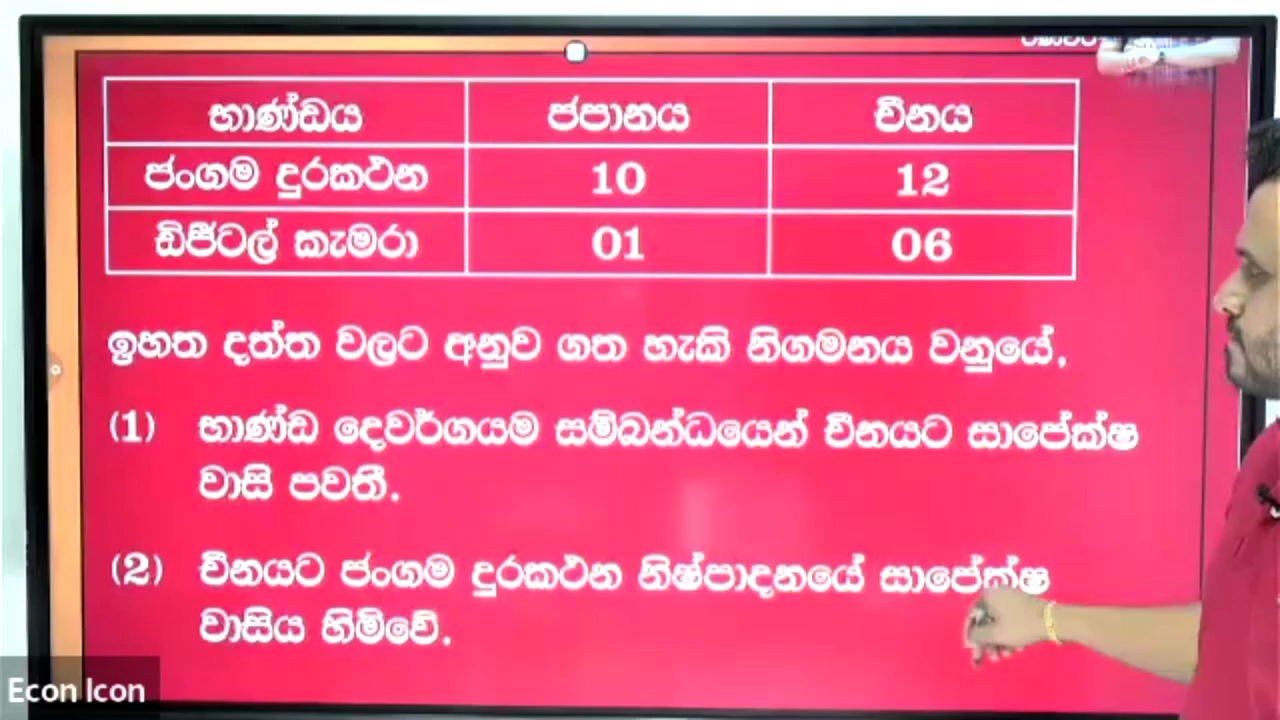 භාණ්ඩය ජපානය චීනය
ජංගම දුරකථන 10 12
ඩිජිටල් කැමරා 01 06
ඉහත දත්ත වලට අනුව ගත හැකි නිගමනය වනුයේ,
(1) භාණ්ඩ දෙවර්ගයම සම්බන්ධයෙන් චීනයට සාපේක්ෂ
වාසි පවතී.
(2) චීනයට ජංගම දුරකථන නිෂ්පාදනයේ සාපේක්ෂ
වාසිය හිමිවේ.
Econ Icon